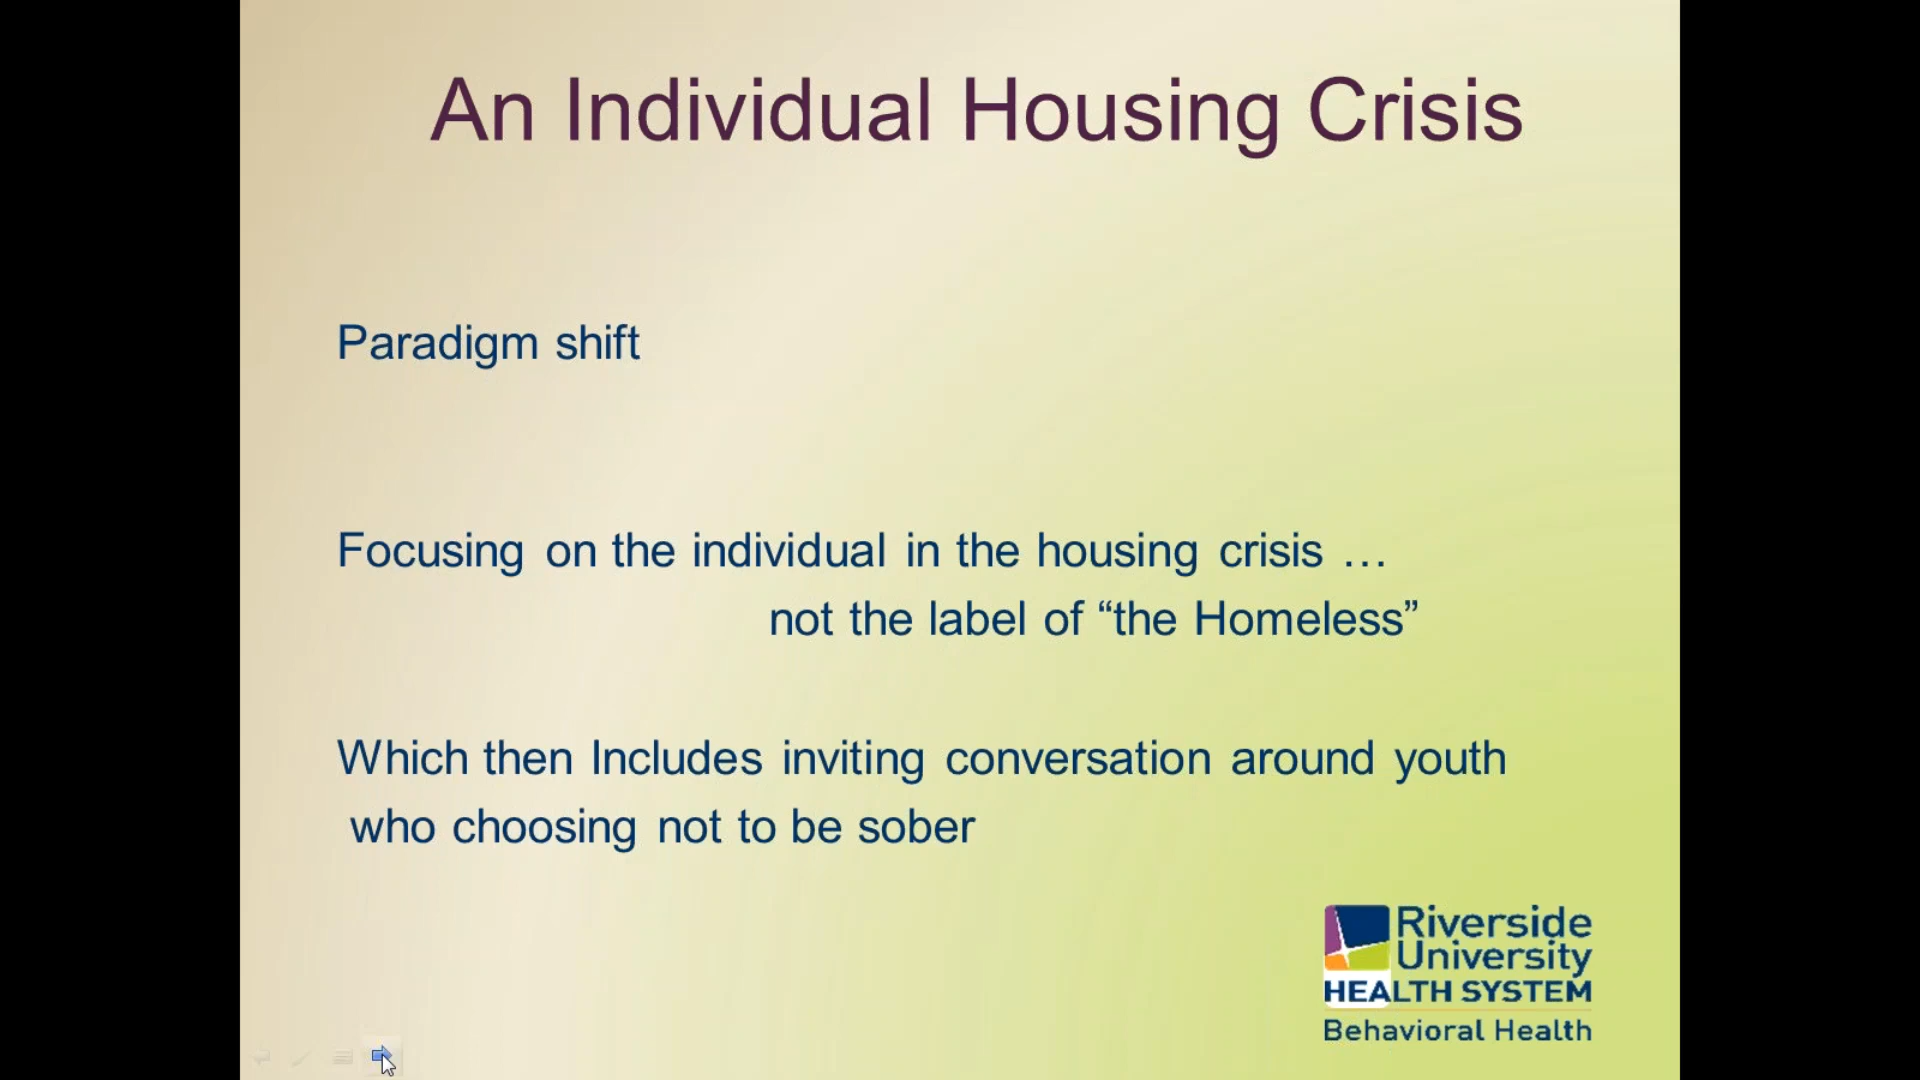 An Individual Housing Crisis
Paradigm shift
Focusing on the individual in the housing crisis …
not the label of “the Homeless”
Which then Includes inviting conversation around youth
who choosing not to be sober
Riverside
University
HEALTH SYSTEM
Behavioral Health